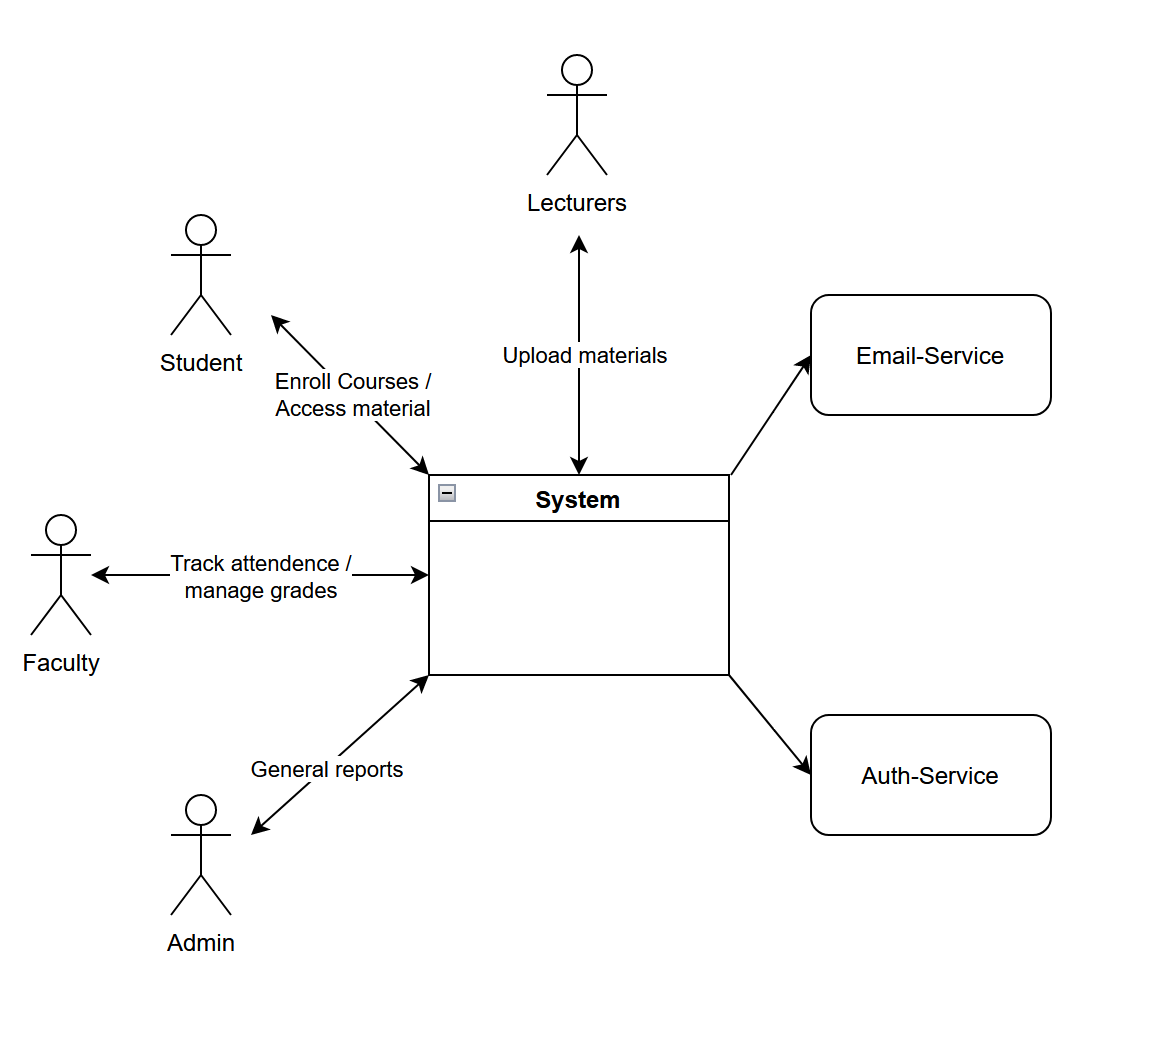 Lecturers
Student
Enroll Courses /
Access material
Upload materials
Email-Service
System
Track attendence /
manage grades
Faculty
General reports
Auth-Service
Admin